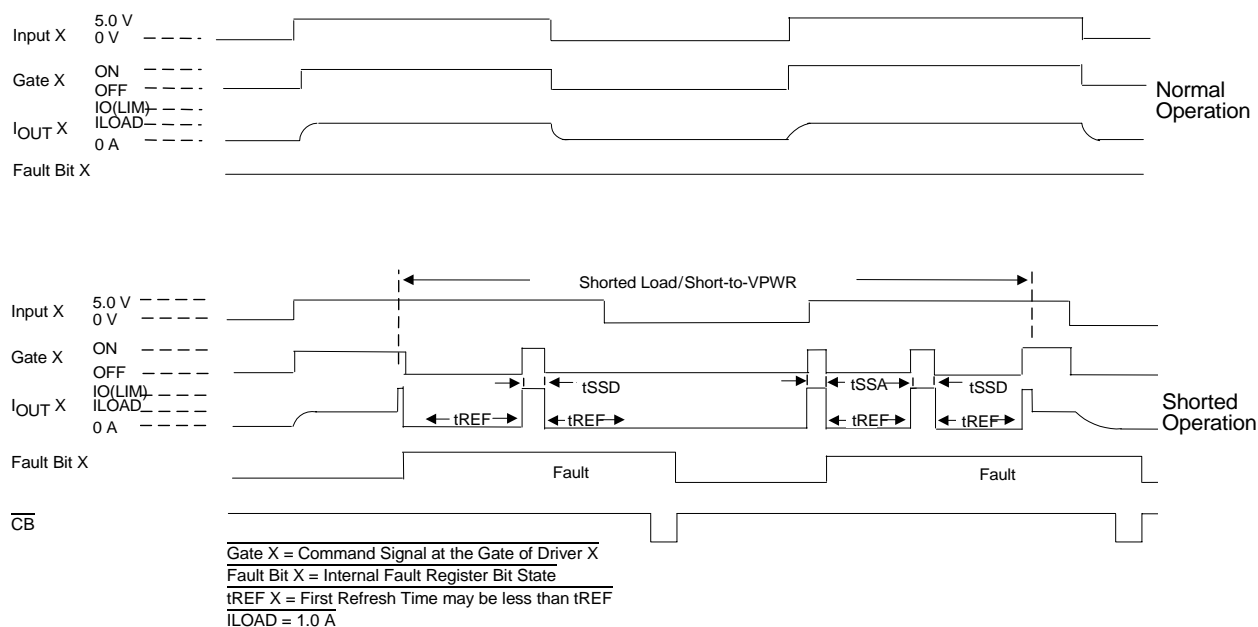 Input X 5.0 V
0 V
Gate X ON
OFF
IO(LIM)
IOUT X ILOAD
0 A
Fault Bit X
Normal
Operation
Shorted Load/Short-to-VPWR
Input X 5.0 V
0 V
Gate X ON
OFF
tSSD tSSA tSSD
IO(LIM)
IOUT X ILOAD
0 A
tREF tREF tREF tREF
Shorted
Operation
Fault Bit X Fault Fault
CB
Gate X = Command Signal at the Gate of Driver X
Fault Bit X = Internal Fault Register Bit State
tREF X = First Refresh Time may be less than tREF
ILOAD = 1.0 A